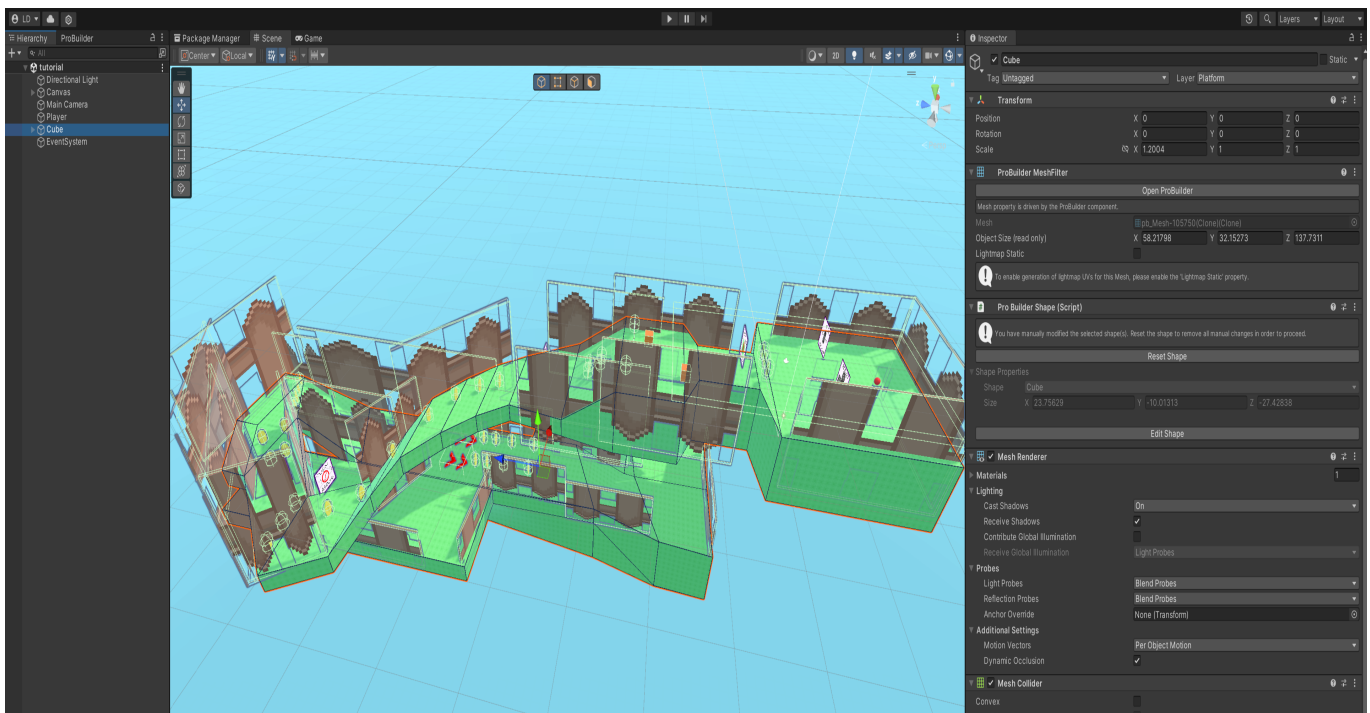 LD
Layers Layout
Hierarchy ProBuilder
Package Manager Scene Game
Inspector
All
Center Local
2D
Cube Static
tutorial
Tag Untagged Layer Platform
Directional Light
Canvas
Main Camera
Player
Cube
EventSystem
Transform
Position X 0 Y 0 Z 0
Rotation X 0 Y 0 Z 0
Scale X 1.2004 Y 1 Z 1
ProBuilder MeshFilter
Open ProBuilder
Mesh property is driven by the ProBuilder component.
Mesh pb_Mesh-105750(Clone)(Clone)
Object Size (read only) X 58.21798 Y 32.15273 Z 137.7311
Lightmap Static
To enable generation of lightmap UVs for this Mesh, please enable the 'Lightmap Static' property.
Pro Builder Shape (Script)
You have manually modified the selected shape(s). Reset the shape to remove all manual changes in order to proceed.
Reset Shape
Shape Properties
Shape Cube
Size X 23.75629 Y -10.01313 Z -27.42838
Edit Shape
Mesh Renderer
Materials 1
Lighting
Cast Shadows On
Receive Shadows
Contribute Global Illumination
Receive Global Illumination Light Probes
Probes
Light Probes Blend Probes
Reflection Probes Blend Probes
Anchor Override None (Transform)
Additional Settings
Motion Vectors Per Object Motion
Dynamic Occlusion
Mesh Collider
Convex